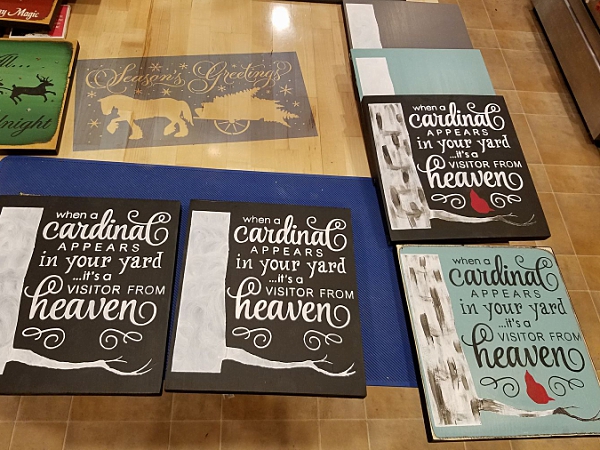 y Magic
...
dnight
Season's Greetings
when a
cardinal
APPEARS
in your yard
...it's a
VISITOR FROM
heaven
when a
cardinal
APPEARS
in your yard
...it's a
VISITOR FROM
heaven
when a
cardinal
APPEARS
in your yard
...it's a
VISITOR FROM
heaven
when a
cardinal
APPEARS
in your yard
...it's a
VISITOR FROM
heaven